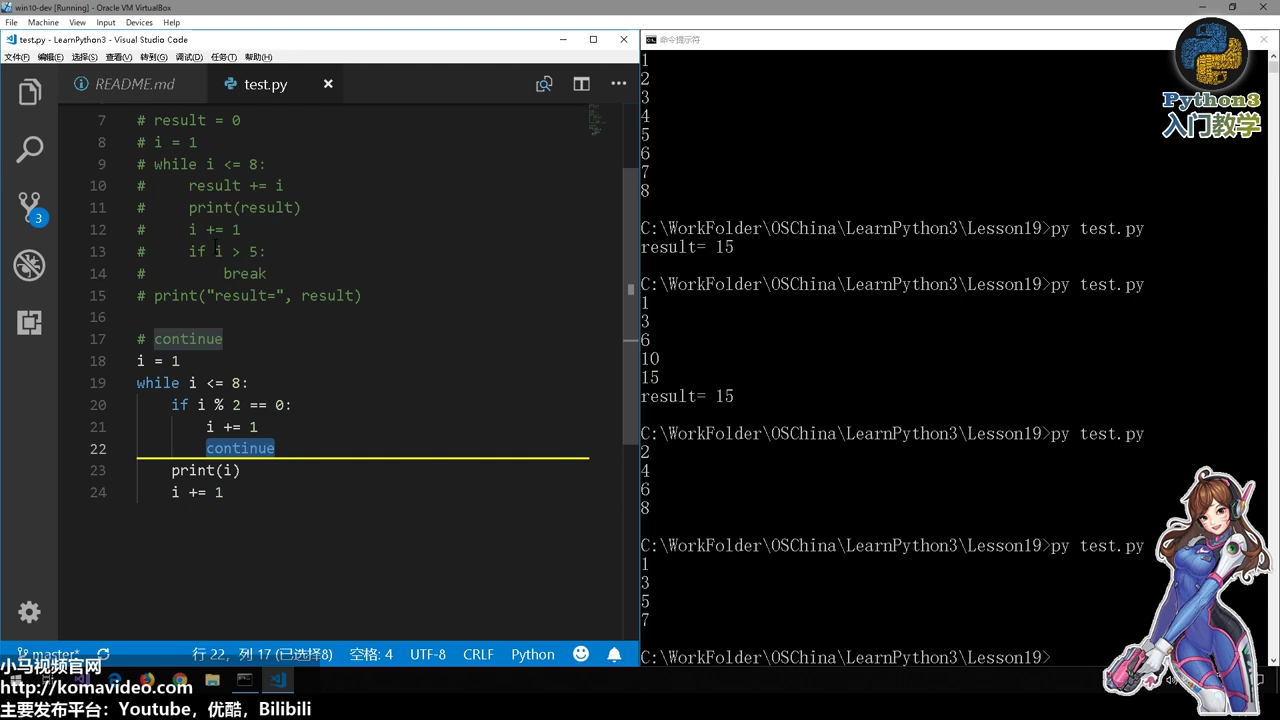 win10-dev [Running] - Oracle VM VirtualBox
File Machine View Input Devices Help
test.py - LearnPython3 - Visual Studio Code
文件(F) 编辑(E) 选择(S) 查看(V) 转到(G) 调试(D) 任务(T) 帮助(H)
README.md test.py
7 # result = 0
8 # i = 1
9 # while i <= 8:
10 #     result += i
11 #     print(result)
12 #     i += 1
13 #     if i > 5:
14 #         break
15 # print("result=", result)
16
17 # continue
18 i = 1
19 while i <= 8:
20     if i % 2 == 0:
21         i += 1
22         continue
23     print(i)
24     i += 1
3
master*
行 22，列 17 (已选择8) 空格: 4 UTF-8 CRLF Python
命令提示符
1
2
3
4
5
6
7
8
C:\WorkFolder\OSChina\LearnPython3\Lesson19>py test.py
result= 15
C:\WorkFolder\OSChina\LearnPython3\Lesson19>py test.py
1
3
6
10
15
result= 15
C:\WorkFolder\OSChina\LearnPython3\Lesson19>py test.py
2
4
6
8
C:\WorkFolder\OSChina\LearnPython3\Lesson19>py test.py
1
3
5
7
C:\WorkFolder\OSChina\LearnPython3\Lesson19>
Python3
入门教学
小马视频官网
http://komavideo.com
主要发布平台：Youtube，优酷，Bilibili